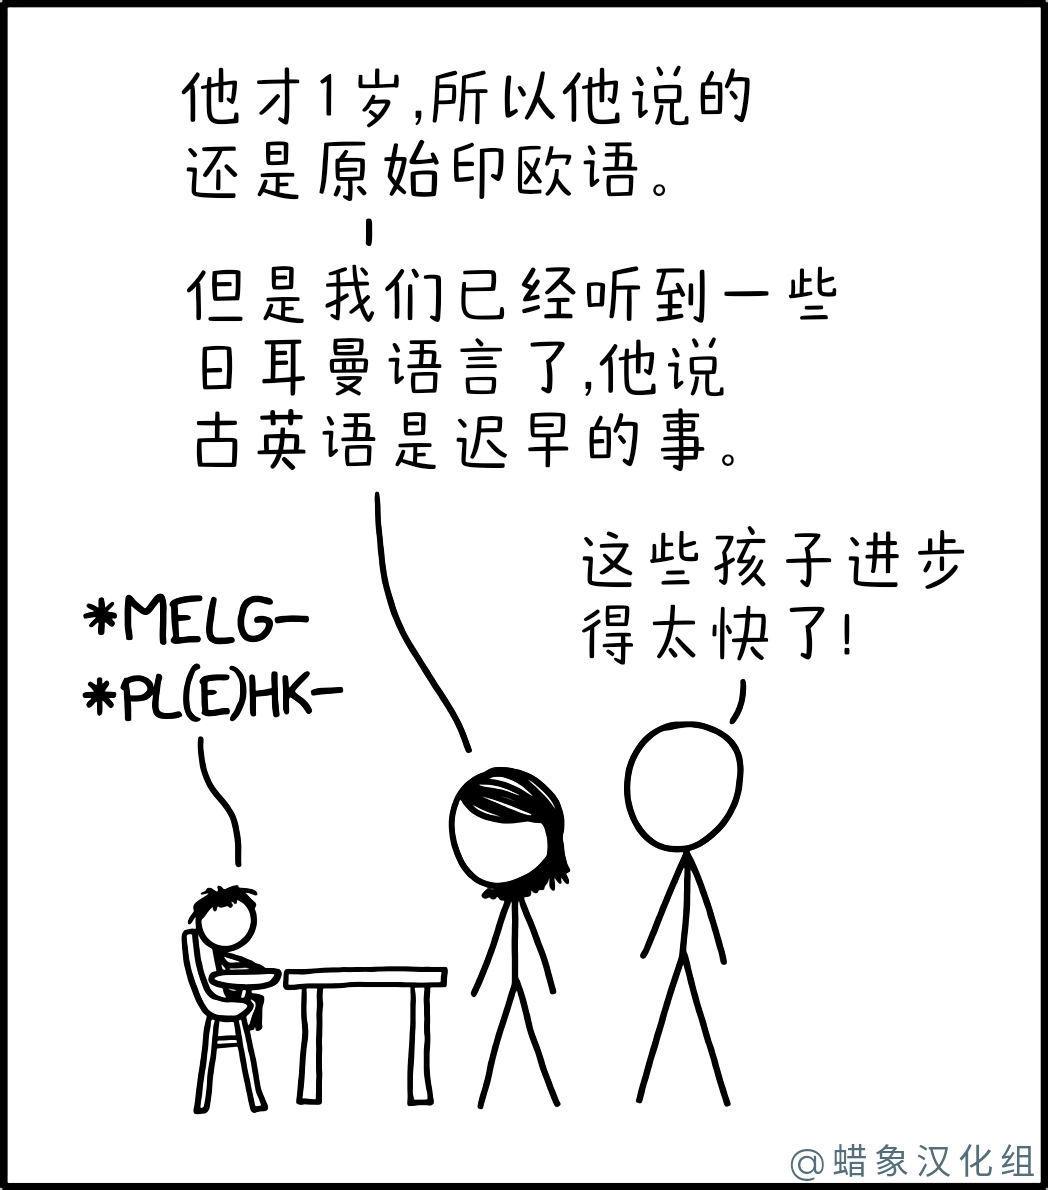 他才1岁,所以他说的
还是原始印欧语。
但是我们已经听到一些
日耳曼语言了,他说
古英语是迟早的事。
这些孩子进步
得太快了!
*MELG-
*PL(E)HK-
@蜡象汉化组